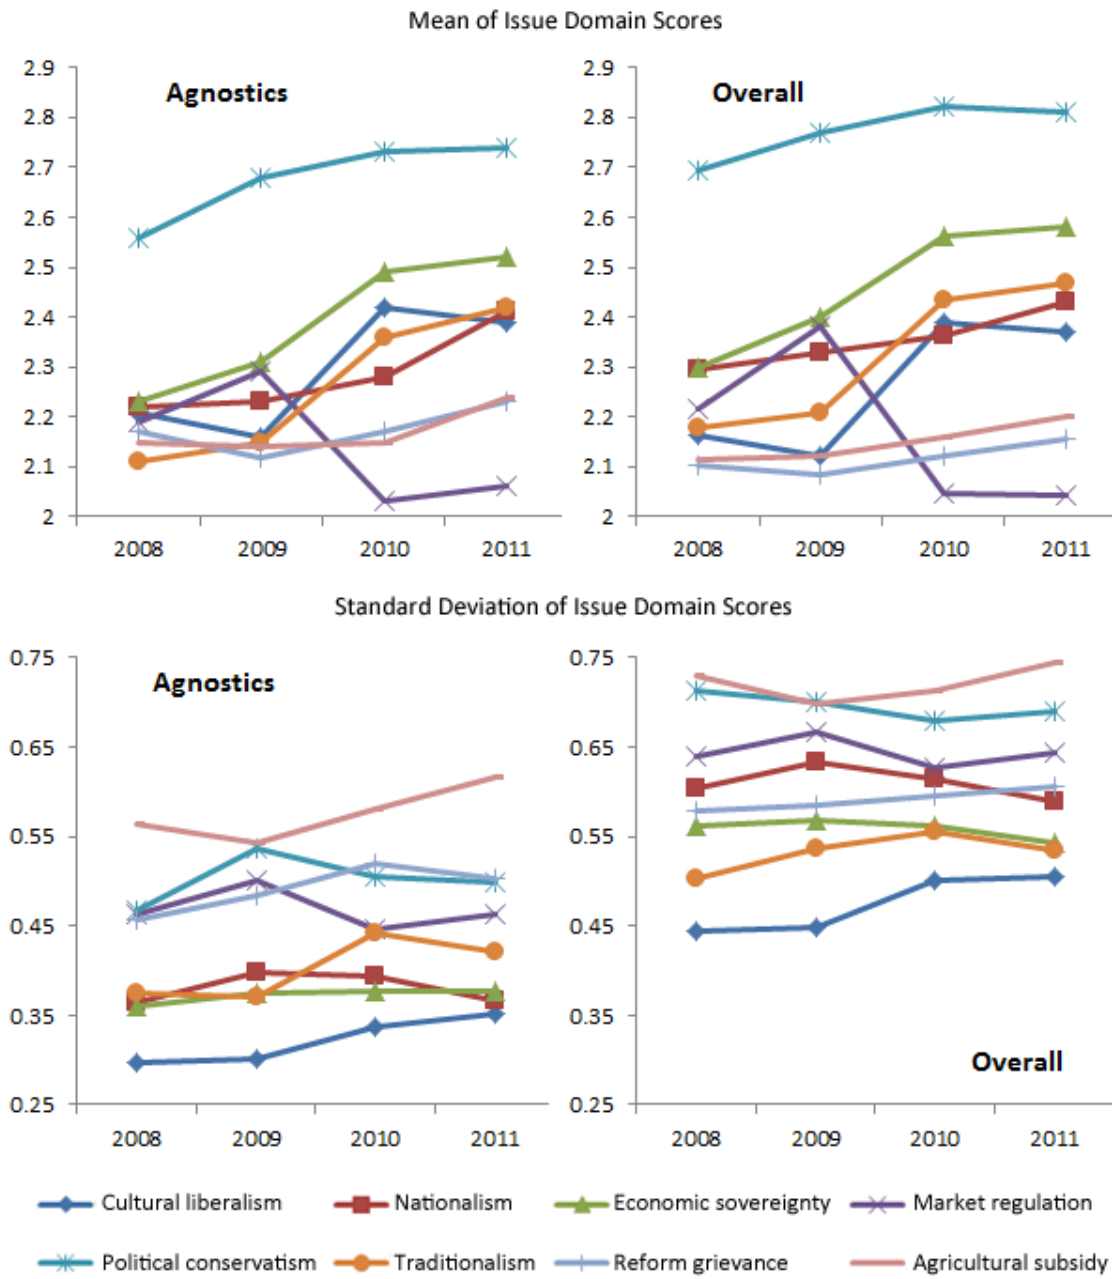 Mean of Issue Domain Scores
Agnostics
2.9
2.8
2.7
2.6
2.5
2.4
2.3
2.2
2.1
2
2008 2009 2010 2011
Overall
2.9
2.8
2.7
2.6
2.5
2.4
2.3
2.2
2.1
2
2008 2009 2010 2011
Standard Deviation of Issue Domain Scores
Agnostics
0.75
0.65
0.55
0.45
0.35
0.25
2008 2009 2010 2011
0.75
0.65
0.55
0.45
0.35
0.25
Overall
2008 2009 2010 2011
Cultural liberalism Nationalism Economic sovereignty Market regulation
Political conservatism Traditionalism Reform grievance Agricultural subsidy